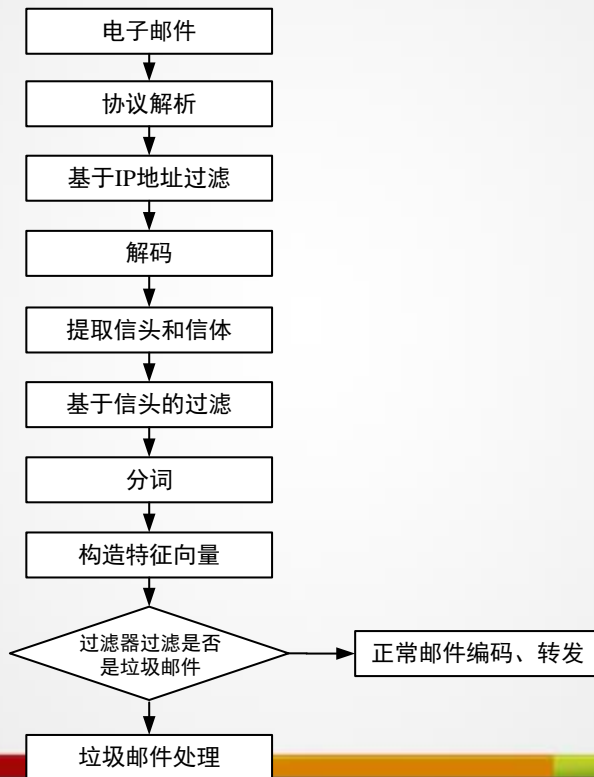 电子邮件
协议解析
基于IP地址过滤
解码
提取信头和信体
基于信头的过滤
分词
构造特征向量
过滤器过滤是否
是垃圾邮件
正常邮件编码、转发
垃圾邮件处理